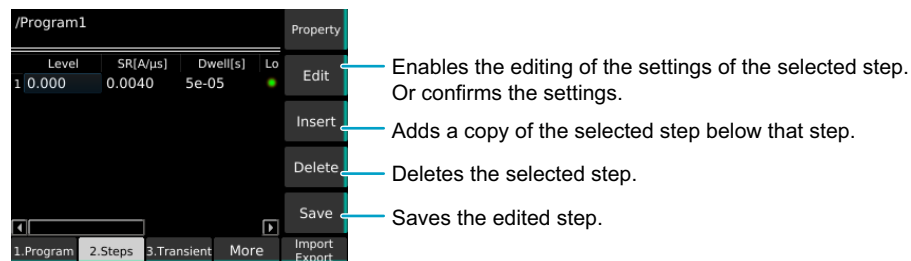 /Program1
Property
Level SR[A/µs] Dwell[s] Lo
1 0.000 0.0040 5e-05
Edit
Enables the editing of the settings of the selected step.
Or confirms the settings.
Insert
Adds a copy of the selected step below that step.
Delete
Deletes the selected step.
Save
Saves the edited step.
1.Program 2.Steps 3.Transient More
Import
Export